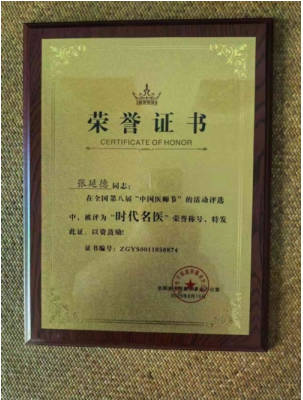 荣誉证书
CERTIFICATE OF HONOR
张延德 同志：
在全国第八届“中国医师节”的活动评选
中，被评为“时代名医”荣誉称号，特发
此证，以资鼓励！
证书编号：ZGYS0011858874